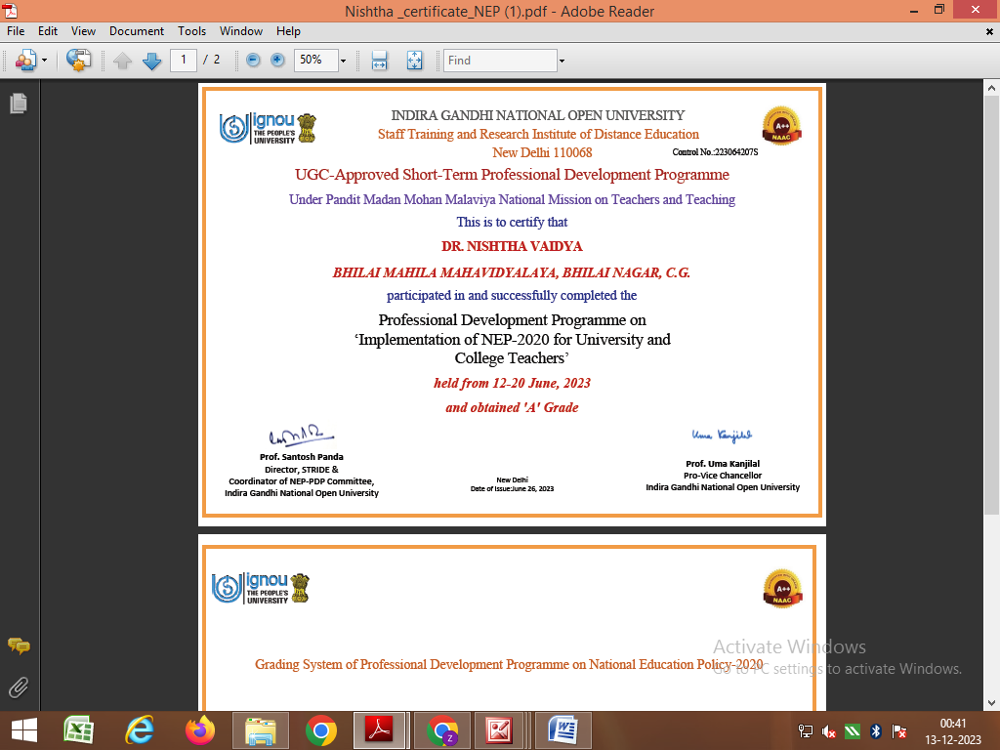 Nishtha _certificate_NEP (1).pdf - Adobe Reader
File Edit View Document Tools Window Help
1 / 2 50% Find
ignou
THE PEOPLE'S
UNIVERSITY
INDIRA GANDHI NATIONAL OPEN UNIVERSITY
Staff Training and Research Institute of Distance Education
New Delhi 110068
Control No.:223064207S
A++
NAAC
UGC-Approved Short-Term Professional Development Programme
Under Pandit Madan Mohan Malaviya National Mission on Teachers and Teaching
This is to certify that
DR. NISHTHA VAIDYA
BHILAI MAHILA MAHAVIDYALAYA, BHILAI NAGAR, C.G.
participated in and successfully completed the
Professional Development Programme on
‘Implementation of NEP-2020 for University and
College Teachers’
held from 12-20 June, 2023
and obtained 'A' Grade
Prof. Santosh Panda
Director, STRIDE &
Coordinator of NEP-PDP Committee,
Indira Gandhi National Open University
New Delhi
Date of Issue:June 26, 2023
Uma Kanjilal
Prof. Uma Kanjilal
Pro-Vice Chancellor
Indira Gandhi National Open University
ignou
THE PEOPLE'S
UNIVERSITY
A++
NAAC
Grading System of Professional Development Programme on National Education Policy-2020
Activate Windows
Go to PC settings to activate Windows.
00:41
13-12-2023